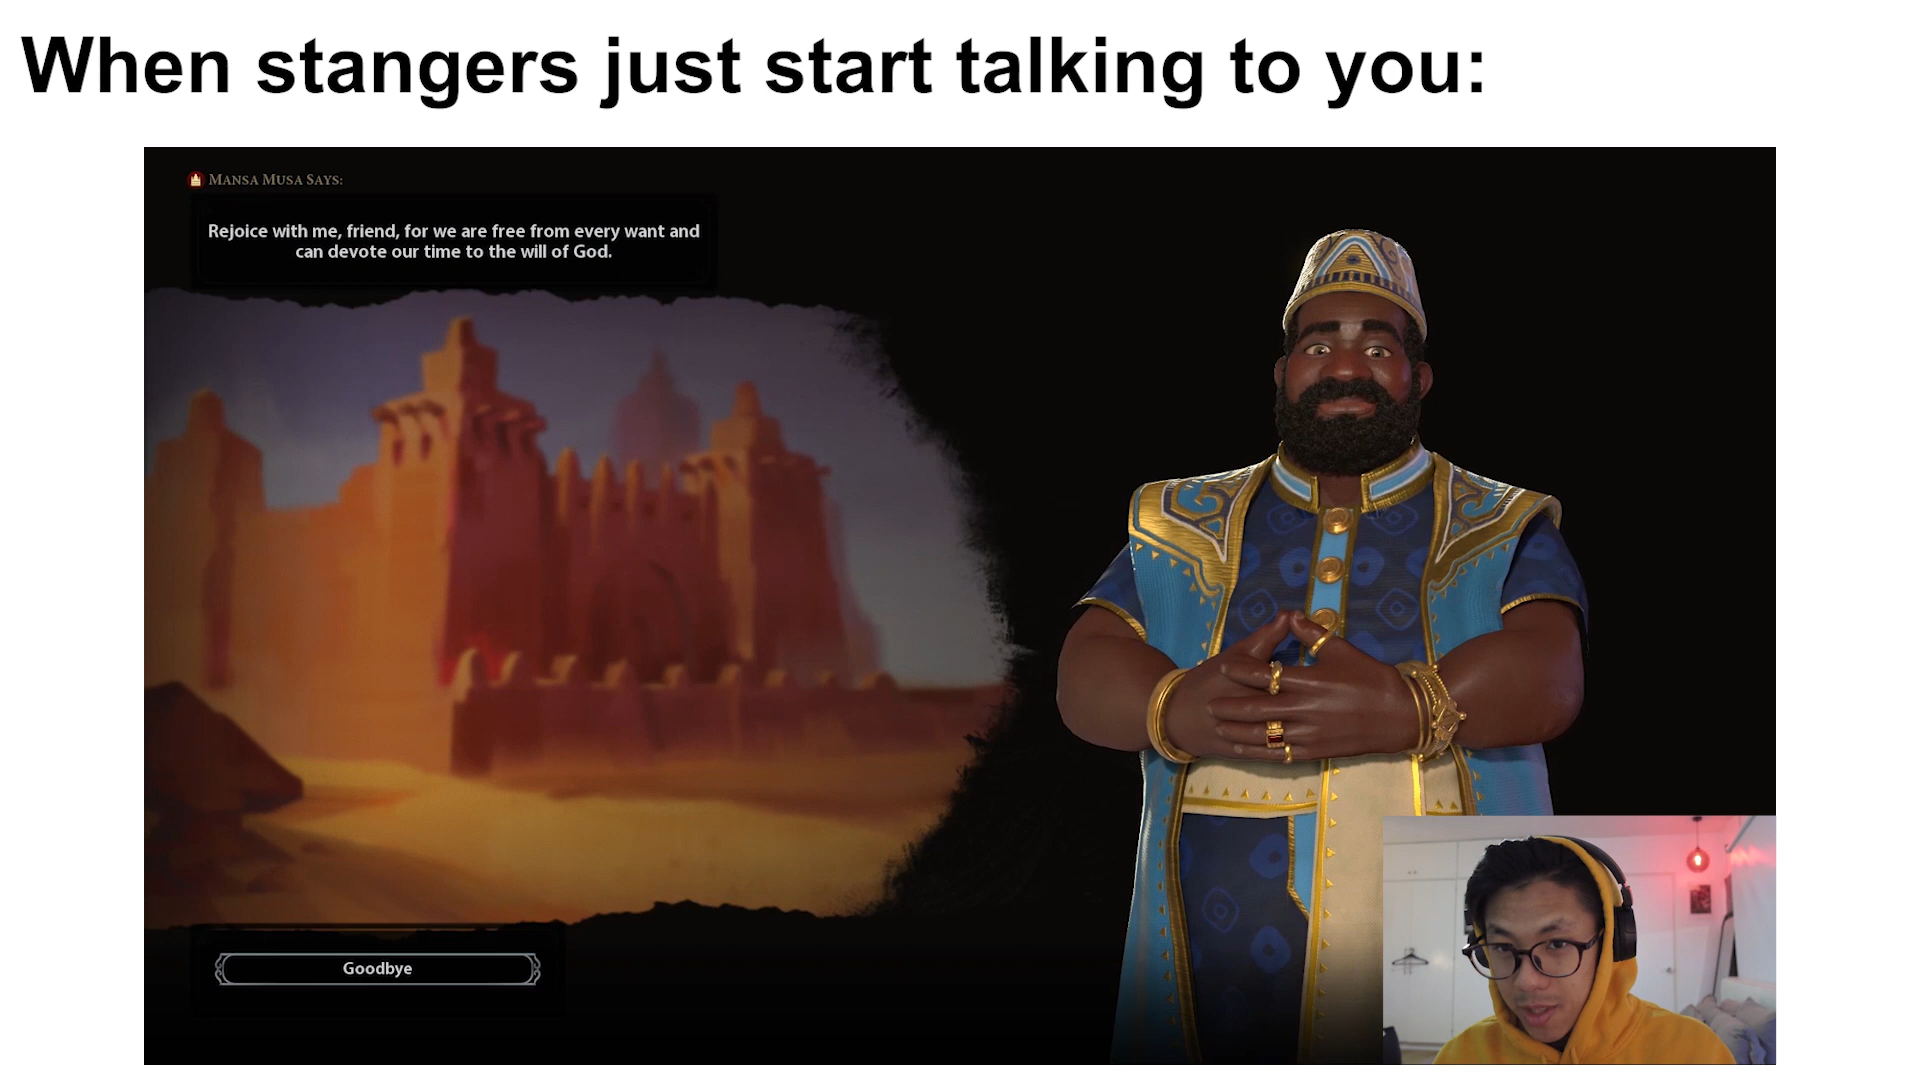 When stangers just start talking to you:
Mansa Musa Says:
Rejoice with me, friend, for we are free from every want and
can devote our time to the will of God.
Goodbye